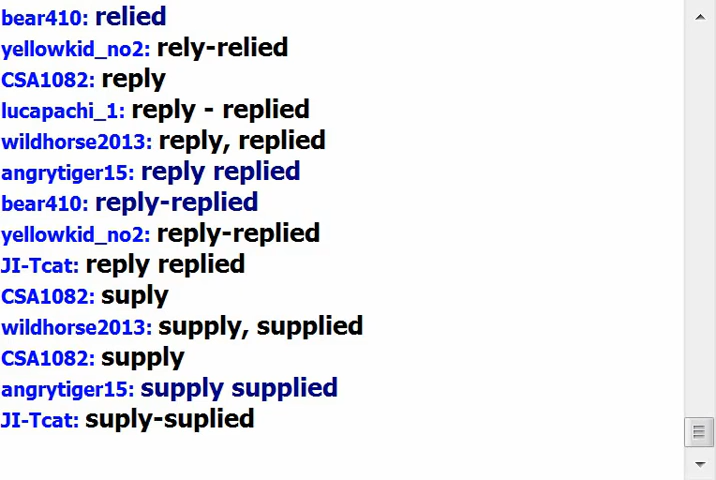 bear410: relied
yellowkid_no2: rely-relied
CSA1082: reply
lucapachi_1: reply - replied
wildhorse2013: reply, replied
angrytiger15: reply replied
bear410: reply-replied
yellowkid_no2: reply-replied
JI-Tcat: reply replied
CSA1082: suply
wildhorse2013: supply, supplied
CSA1082: supply
angrytiger15: supply supplied
JI-Tcat: suply-suplied